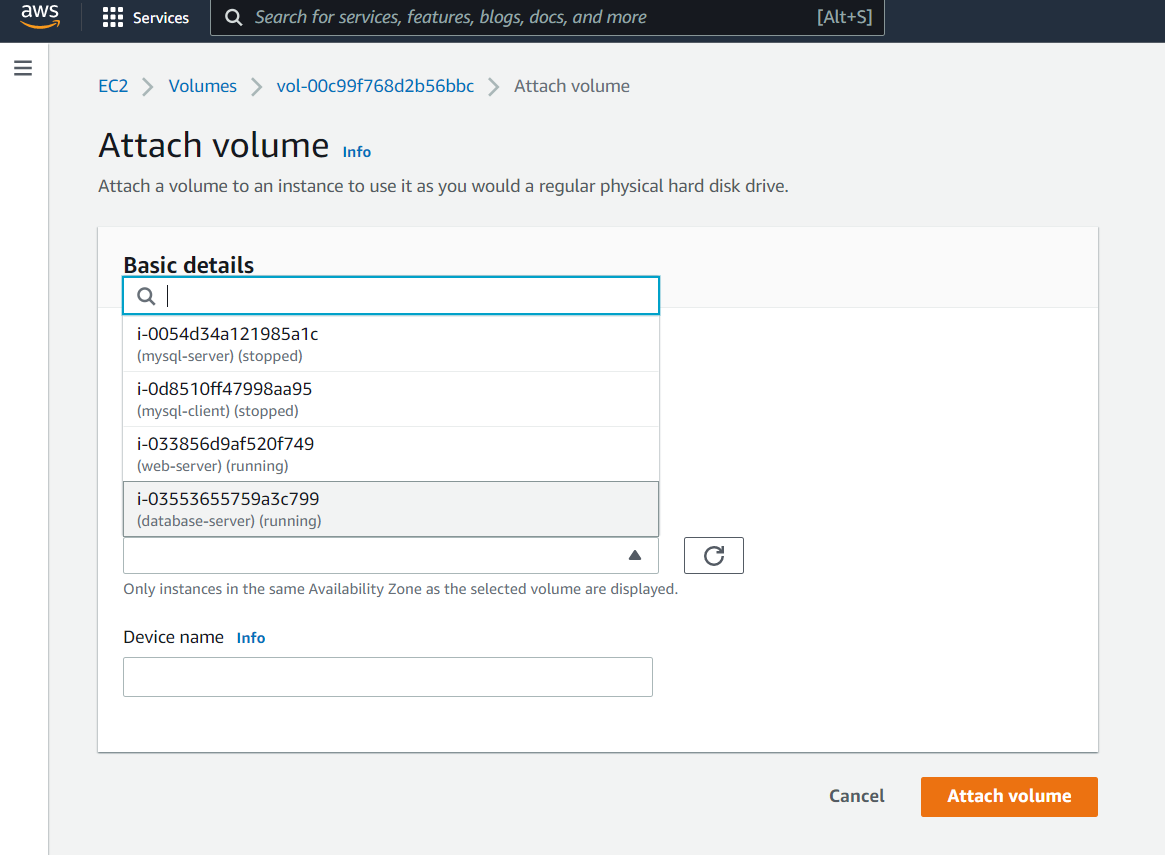 aws
Services
Search for services, features, blogs, docs, and more
[Alt+S]
EC2 Volumes vol-00c99f768d2b56bbc Attach volume
Attach volume Info
Attach a volume to an instance to use it as you would a regular physical hard disk drive.
Basic details
i-0054d34a121985a1c
(mysql-server) (stopped)
i-0d8510ff47998aa95
(mysql-client) (stopped)
i-033856d9af520f749
(web-server) (running)
i-03553655759a3c799
(database-server) (running)
Only instances in the same Availability Zone as the selected volume are displayed.
Device name Info
Cancel
Attach volume